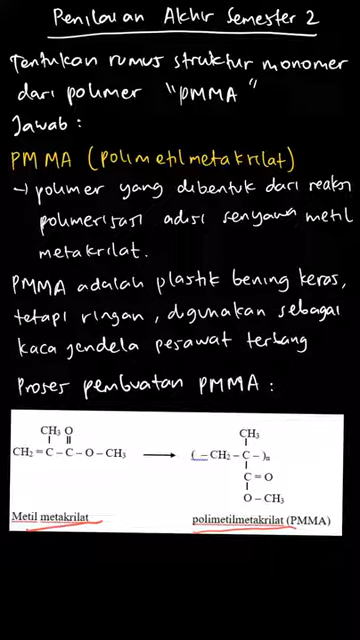 Penilaian Akhir Semester 2
Tentukan rumus struktur monomer
dari polimer "PMMA"
Jawab :
PMMA (polimetilmetakrilat)
→ polimer yang dibentuk dari reaksi
polimerisasi adisi senyawa metil
metakrilat.
PMMA adalah plastik bening keras,
tetapi ringan, digunakan sebagai
kaca jendela pesawat terbang
Proses pembuatan PMMA :
CH3 O
CH2 = C – C – O – CH3
Metil metakrilat
CH3
( – CH2 – C – )n
C = O
O – CH3
polimetilmetakrilat (PMMA)